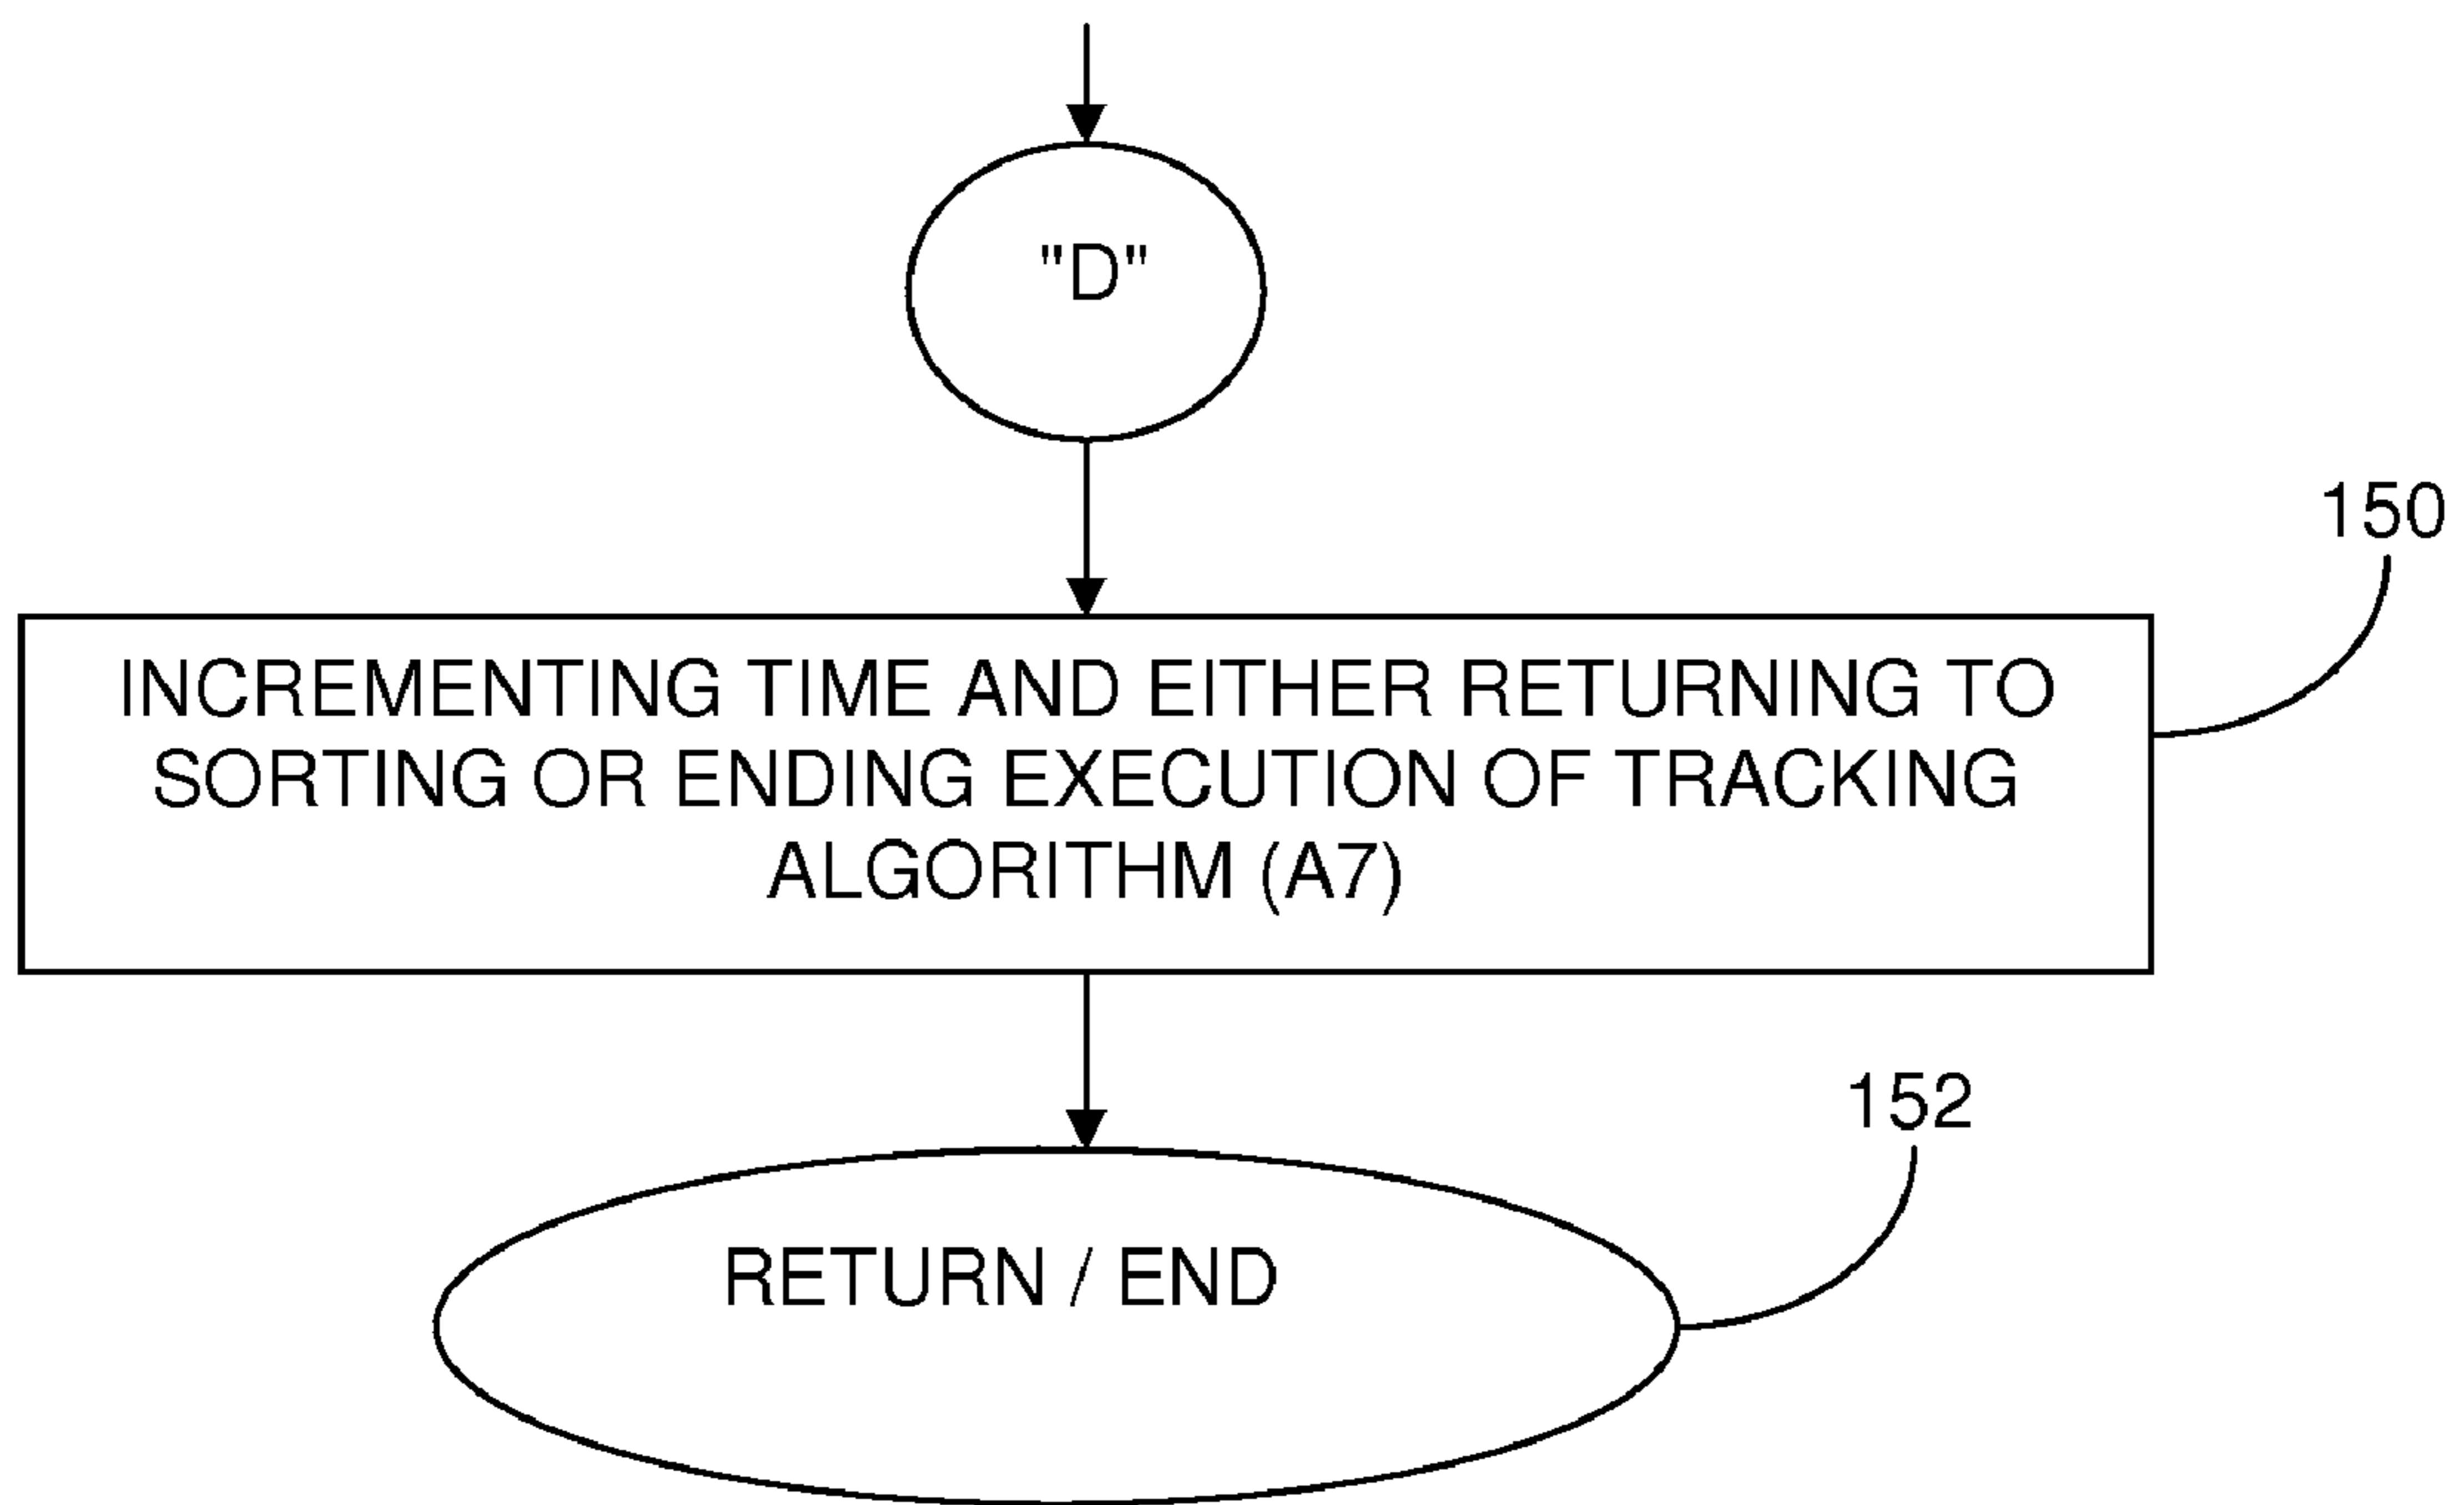 "D"
150
INCREMENTING TIME AND EITHER RETURNING TO
SORTING OR ENDING EXECUTION OF TRACKING
ALGORITHM (A7)
152
RETURN / END